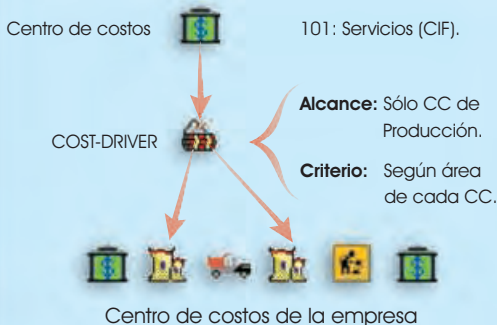 Centro de costos
101: Servicios (CIF).
COST-DRIVER
Alcance: Sólo CC de
Producción.
Criterio: Según área
de cada CC.
Centro de costos de la empresa